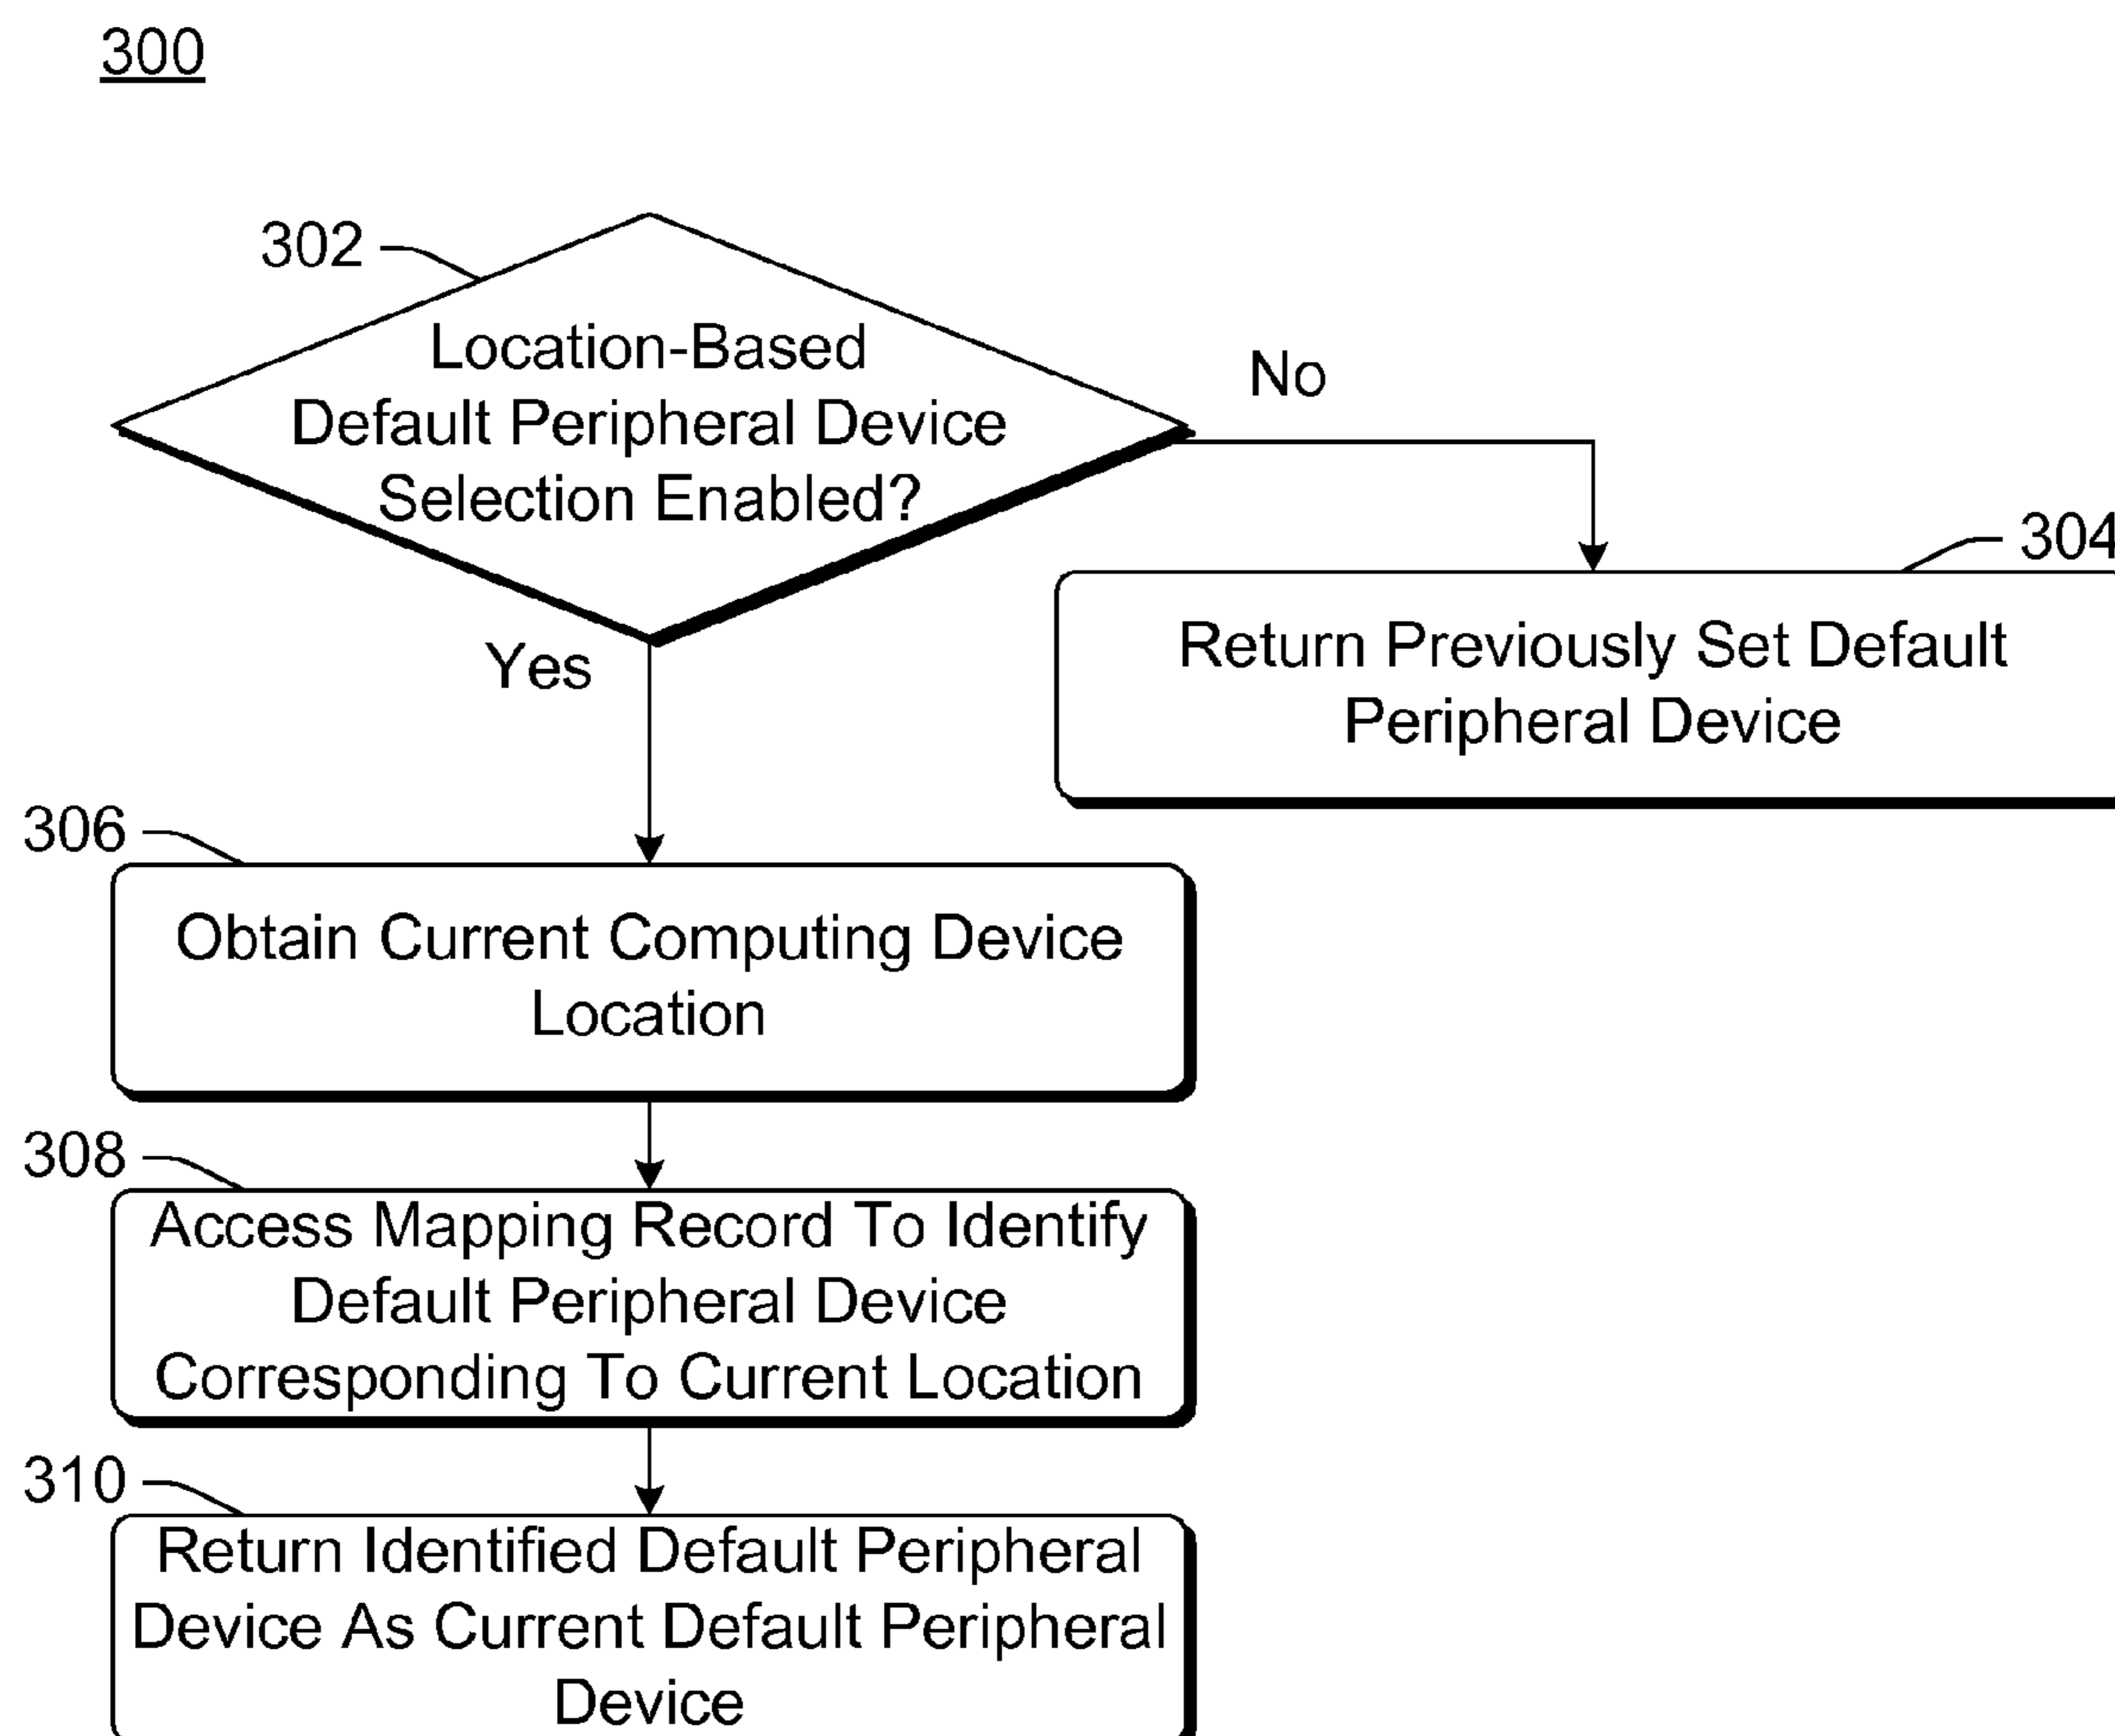 300
302
Location-Based
Default Peripheral Device
Selection Enabled?
No
304
Return Previously Set Default
Peripheral Device
Yes
306
Obtain Current Computing Device
Location
308
Access Mapping Record To Identify
Default Peripheral Device
Corresponding To Current Location
310
Return Identified Default Peripheral
Device As Current Default Peripheral
Device